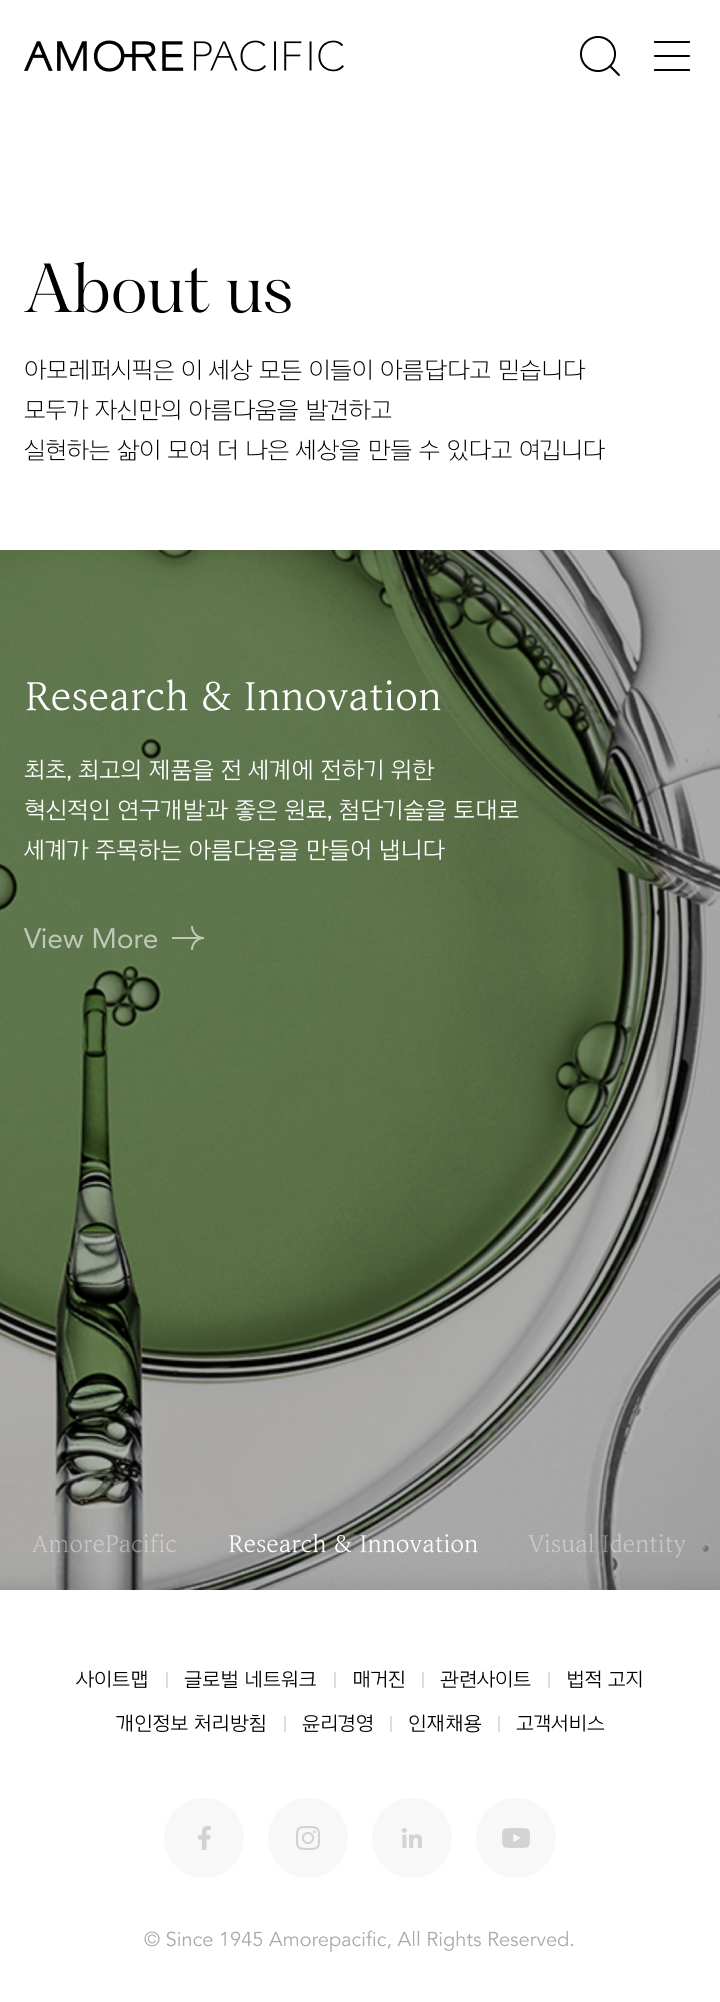 AMOREPACIFIC
About us
아모레퍼시픽은 이 세상 모든 이들이 아름답다고 믿습니다
모두가 자신만의 아름다움을 발견하고
실현하는 삶이 모여 더 나은 세상을 만들 수 있다고 여깁니다
Research & Innovation
최초, 최고의 제품을 전 세계에 전하기 위한
혁신적인 연구개발과 좋은 원료, 첨단기술을 토대로
세계가 주목하는 아름다움을 만들어 냅니다
View More
AmorePacific Research & Innovation Visual Identity
사이트맵 글로벌 네트워크 매거진 관련사이트 법적 고지
개인정보 처리방침 윤리경영 인재채용 고객서비스
© Since 1945 Amorepacific, All Rights Reserved.